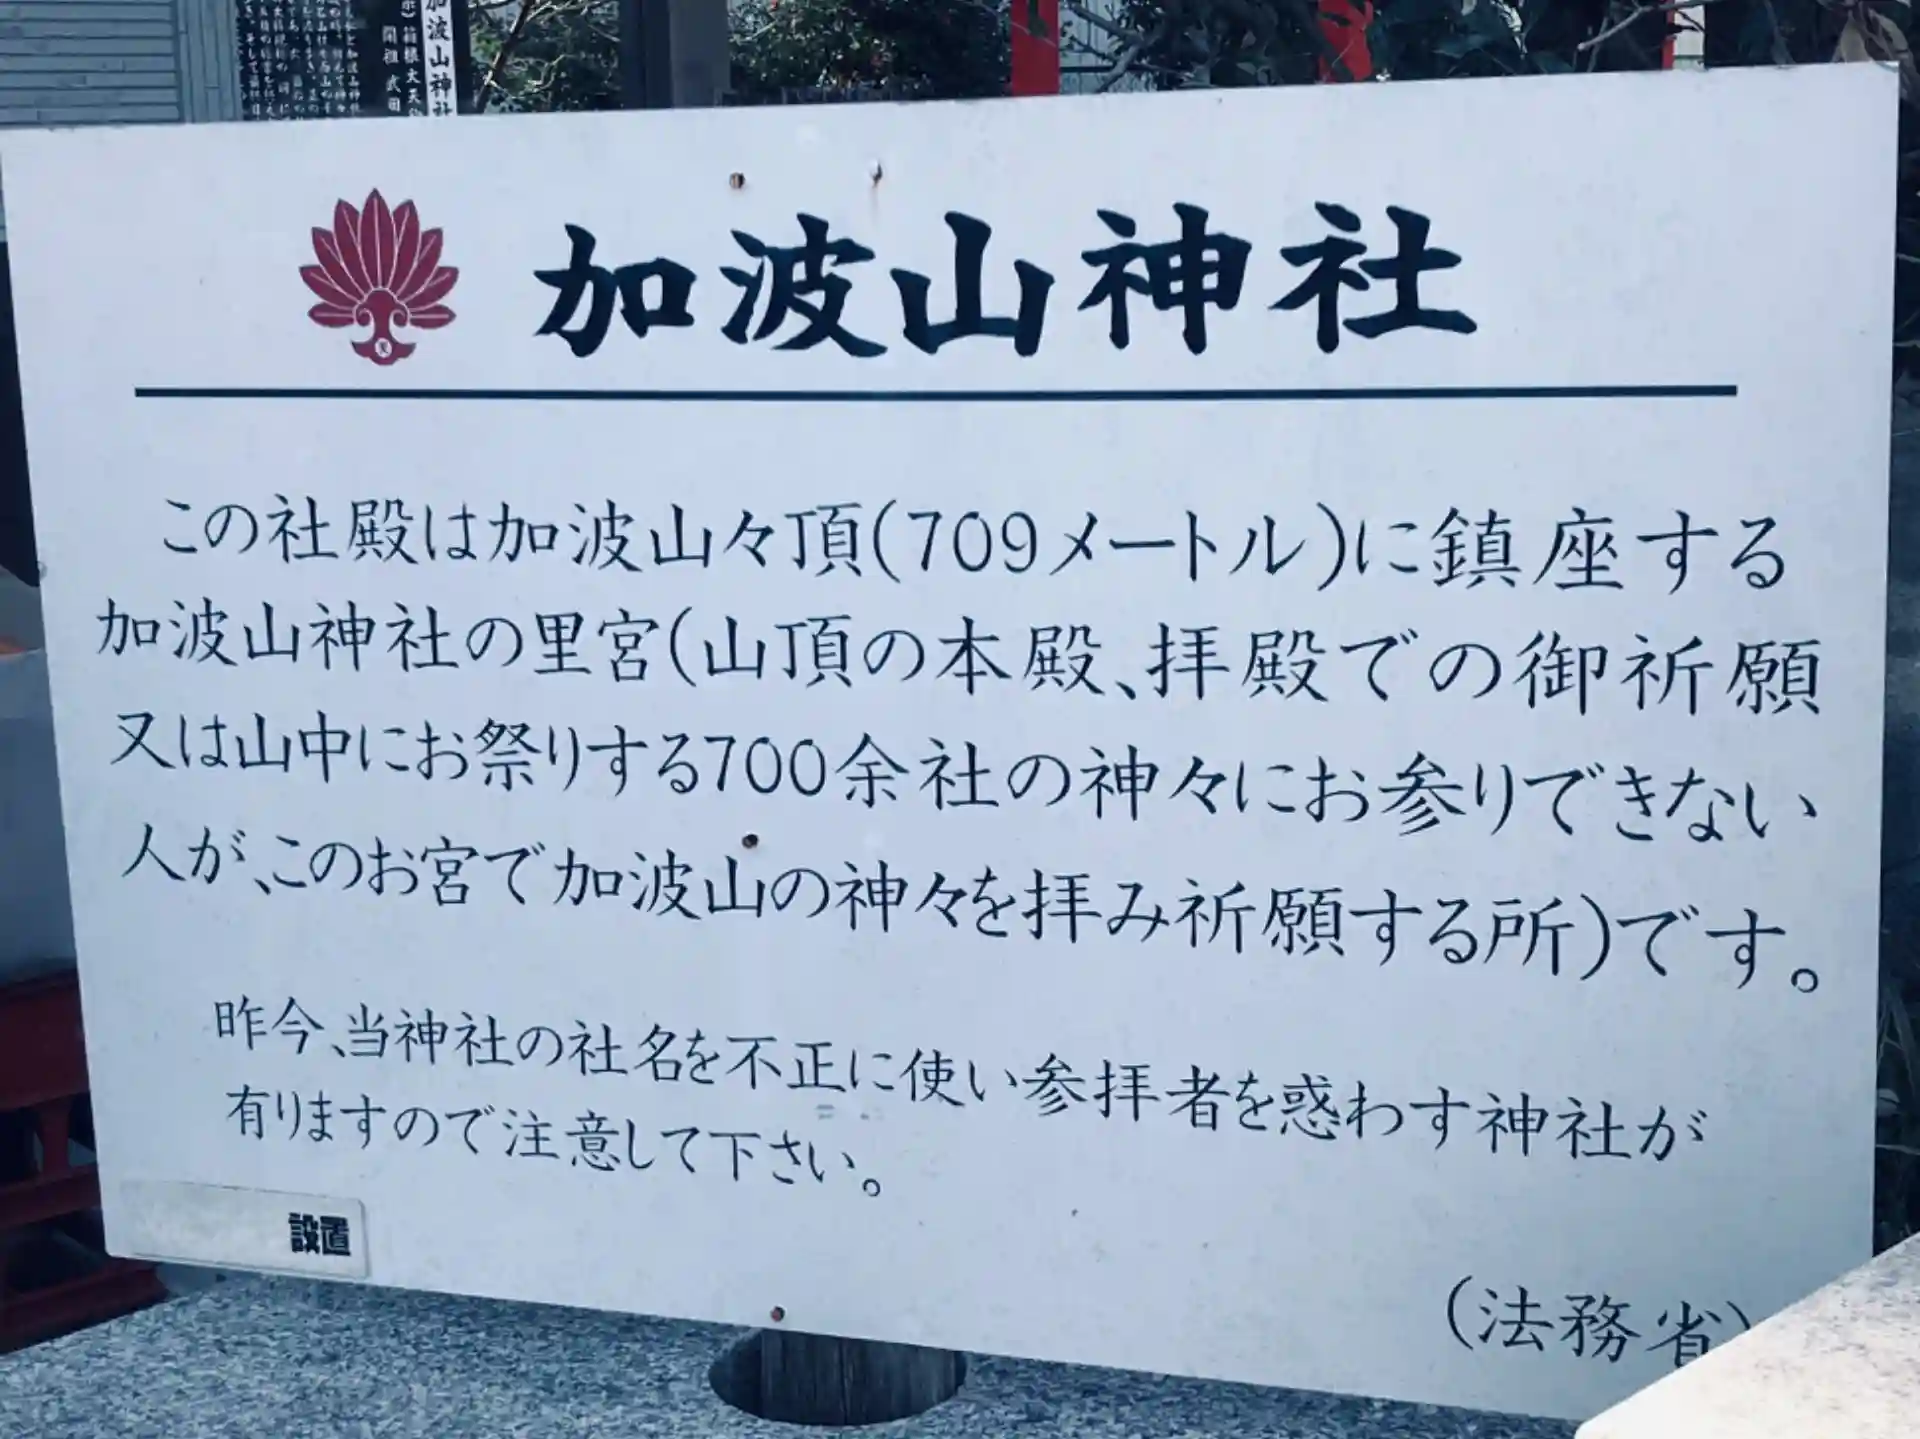 加波山神社
加波山神社
この社殿は加波山々頂(709メートル)に鎮座する
加波山神社の里宮(山頂の本殿、拝殿での御祈願
又は山中にお祭りする700余社の神々にお参りできない
人が、このお宮で加波山の神々を拝み祈願する所)です。
昨今、当神社の社名を不正に使い参拝者を惑わす神社が
有りますので注意して下さい。
設置
(法務省)